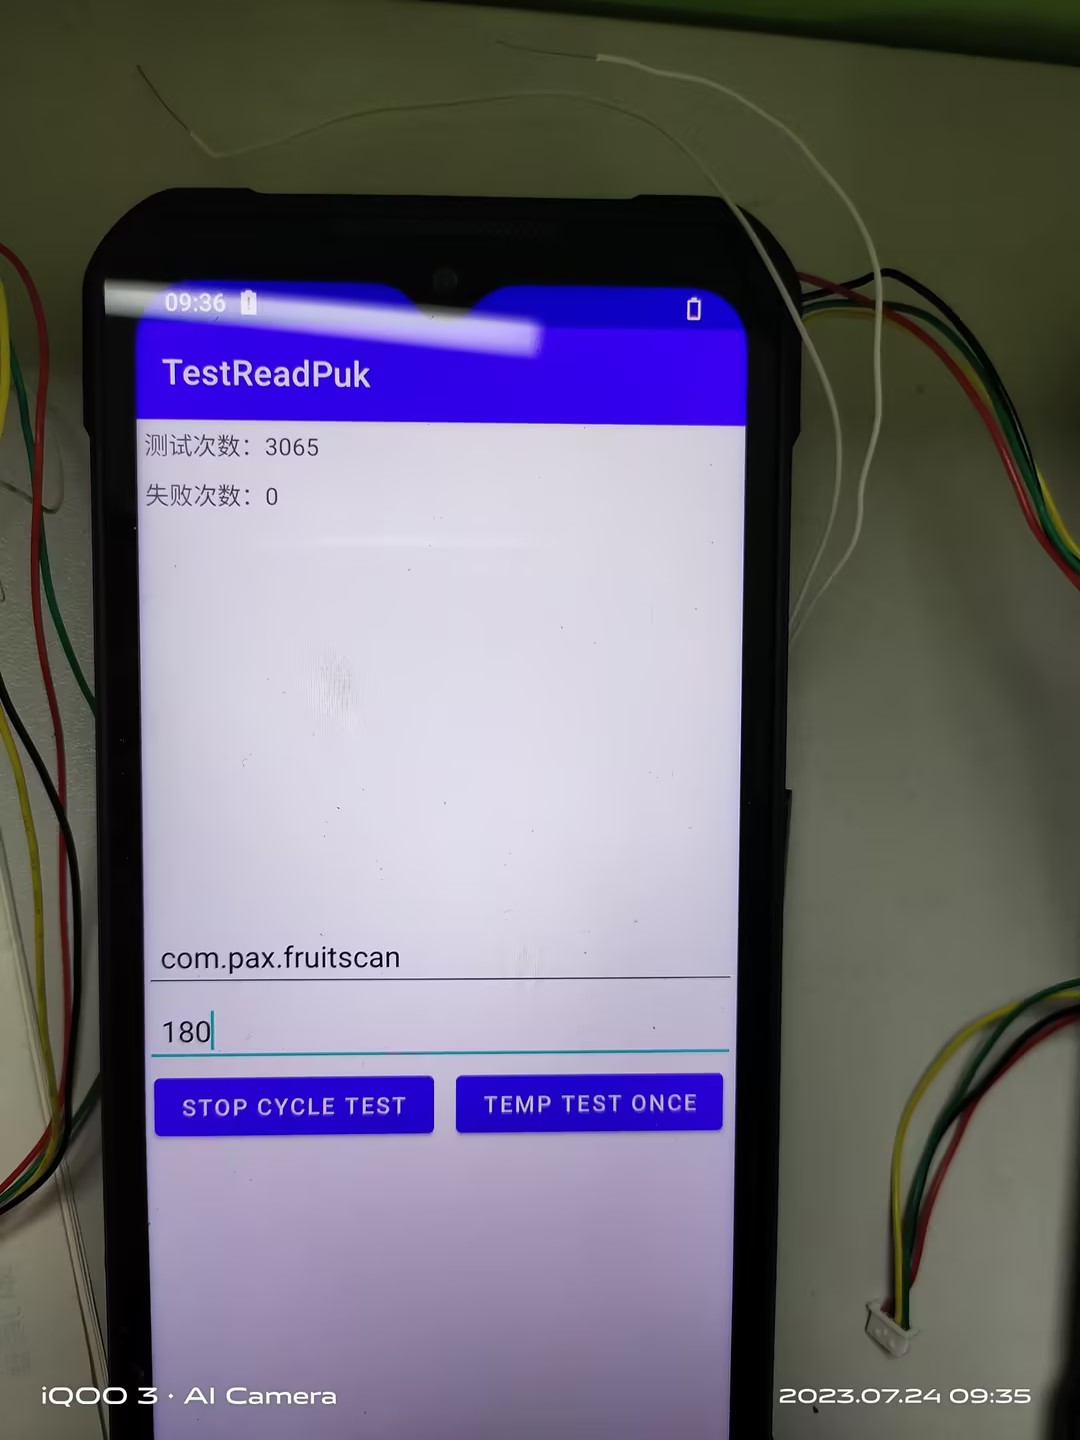 09:36
TestReadPuk
测试次数：3065
失败次数：0
com.pax.fruitscan
180
STOP CYCLE TEST
TEMP TEST ONCE
iQOO 3 · AI Camera
2023.07.24 09:35